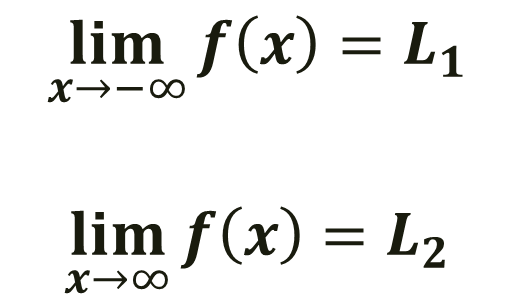 lim f(x) = L₁
x→−∞
lim f(x) = L₂
x→∞